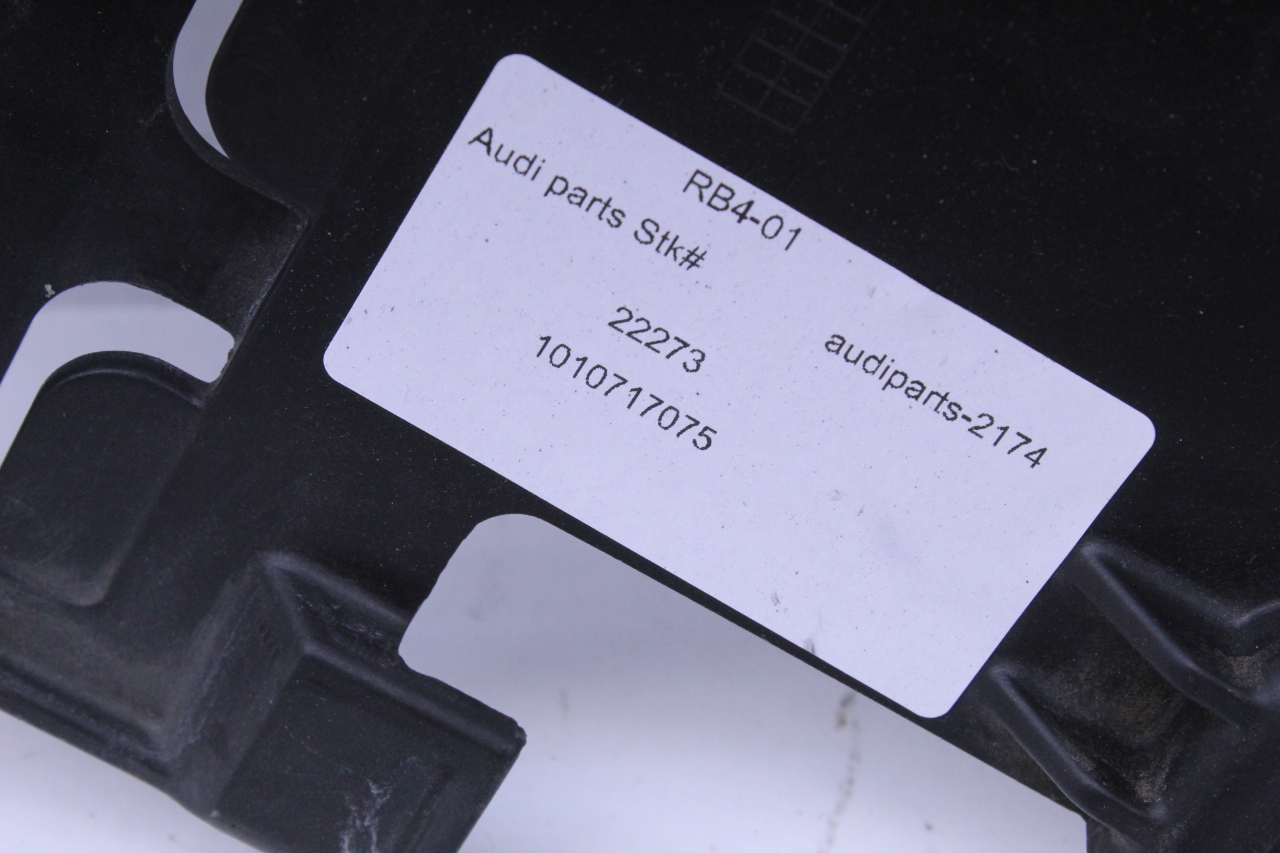 RB4-01
Audi parts Stk#
22273
audiparts-2174
1010717075